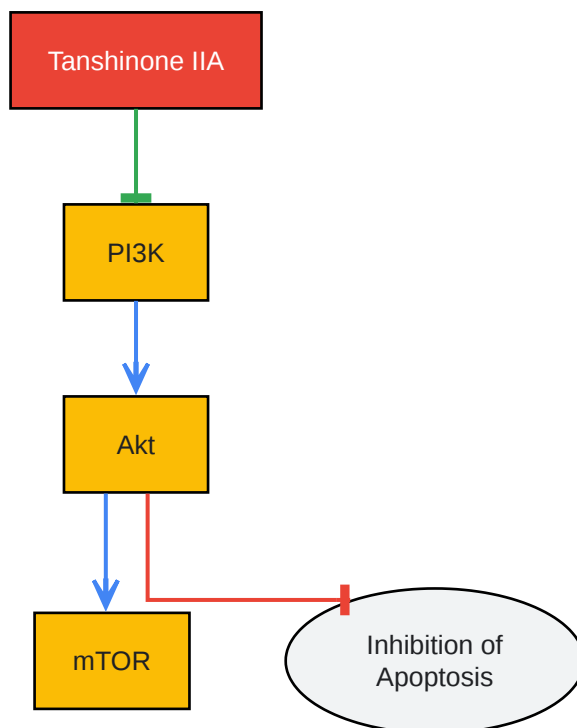 Tanshinone IIA
PI3K
Akt
mTOR
Inhibition of
Apoptosis